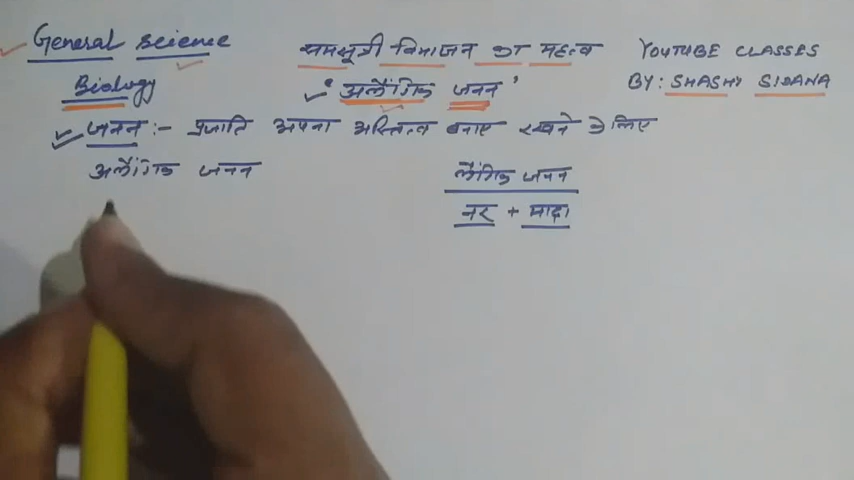 General Science
समसूत्री विभाजन का महत्व
YOUTUBE CLASSES
Biology
'अलैंगिक जनन'
BY: SHASHI SIDANA
जनन :- प्रजाति अपना अस्तित्व बनाए रखने के लिए
अलैंगिक जनन
लैंगिक जनन
नर + मादा